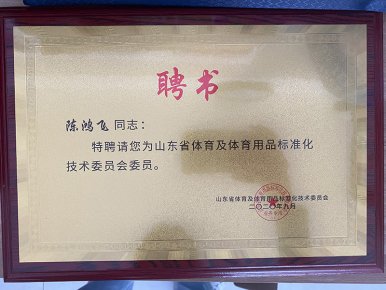 聘书
陈鸿飞 同志：
特聘请您为山东省体育及体育用品标准化
技术委员会委员。
山东省体育及体育用品标准化技术委员会
二〇二〇年九月